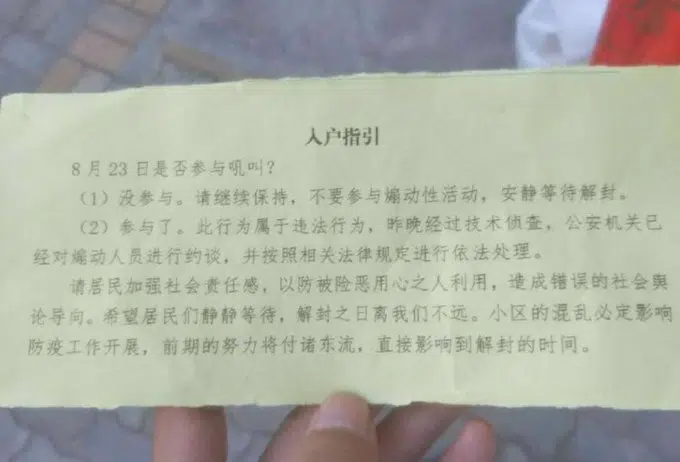 入户指引
8月23日是否参与吼叫？
（1）没参与。请继续保持，不要参与煽动性活动，安静等待解封。
（2）参与了。此行为属于违法行为，昨晚经过技术侦查，公安机关已
经对煽动人员进行约谈，并按照相关法律规定进行依法处理。
请居民加强社会责任感，以防被险恶用心之人利用，造成错误的社会舆
论导向。希望居民们静静等待，解封之日离我们不远。小区的混乱必定影响
防疫工作开展，前期的努力将付诸东流，直接影响到解封的时间。